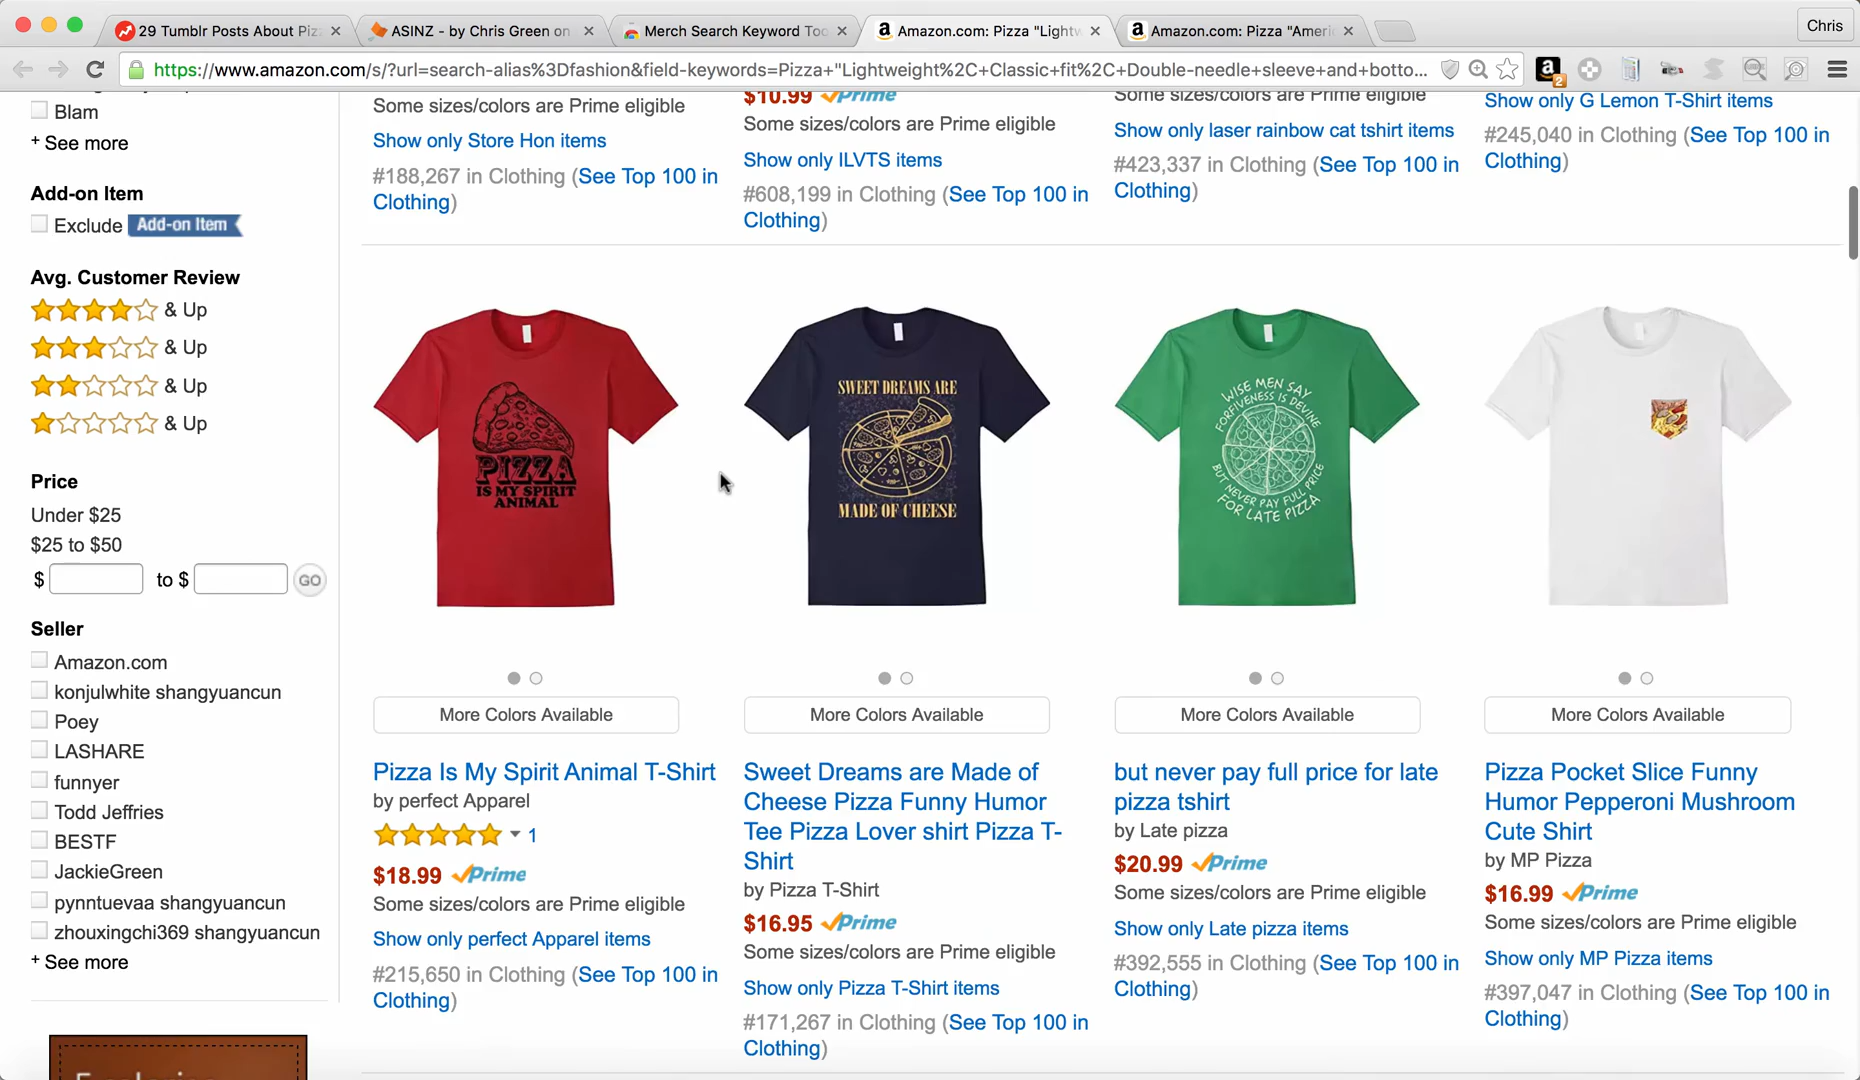 29 Tumblr Posts About Pizz
ASINZ - by Chris Green on
Merch Search Keyword Too
Amazon.com: Pizza "Lightw
Amazon.com: Pizza "Ameri
Chris
https://www.amazon.com/s/?url=search-alias%3Dfashion&field-keywords=Pizza+"Lightweight%2C+Classic+fit%2C+Double-needle+sleeve+and+botto...
2
Blam
+ See more
Add-on Item
Exclude Add-on Item
Avg. Customer Review
& Up
& Up
& Up
& Up
Price
Under $25
$25 to $50
$ to $ GO
Seller
Amazon.com
konjulwhite shangyuancun
Poey
LASHARE
funnyer
Todd Jeffries
BESTF
JackieGreen
pynntuevaa shangyuancun
zhouxingchi369 shangyuancun
+ See more
Some sizes/colors are Prime eligible
Show only Store Hon items
#188,267 in Clothing (See Top 100 in
Clothing)
$10.99 Prime
Some sizes/colors are Prime eligible
Show only ILVTS items
#608,199 in Clothing (See Top 100 in
Clothing)
Some sizes/colors are Prime eligible
Show only laser rainbow cat tshirt items
#423,337 in Clothing (See Top 100 in
Clothing)
Show only G Lemon T-Shirt items
#245,040 in Clothing (See Top 100 in
Clothing)
PIZZA
IS MY SPIRIT
ANIMAL
More Colors Available
Pizza Is My Spirit Animal T-Shirt
by perfect Apparel
1
$18.99 Prime
Some sizes/colors are Prime eligible
Show only perfect Apparel items
#215,650 in Clothing (See Top 100 in
Clothing)
SWEET DREAMS ARE
MADE OF CHEESE
More Colors Available
Sweet Dreams are Made of
Cheese Pizza Funny Humor
Tee Pizza Lover shirt Pizza T-
Shirt
by Pizza T-Shirt
$16.95 Prime
Some sizes/colors are Prime eligible
Show only Pizza T-Shirt items
#171,267 in Clothing (See Top 100 in
Clothing)
WISE MEN SAY
FORFIVENESS IS DEVINE
BUT NEVER PAY FULL PRICE
FOR LATE PIZZA
More Colors Available
but never pay full price for late
pizza tshirt
by Late pizza
$20.99 Prime
Some sizes/colors are Prime eligible
Show only Late pizza items
#392,555 in Clothing (See Top 100 in
Clothing)
More Colors Available
Pizza Pocket Slice Funny
Humor Pepperoni Mushroom
Cute Shirt
by MP Pizza
$16.99 Prime
Some sizes/colors are Prime eligible
Show only MP Pizza items
#397,047 in Clothing (See Top 100 in
Clothing)